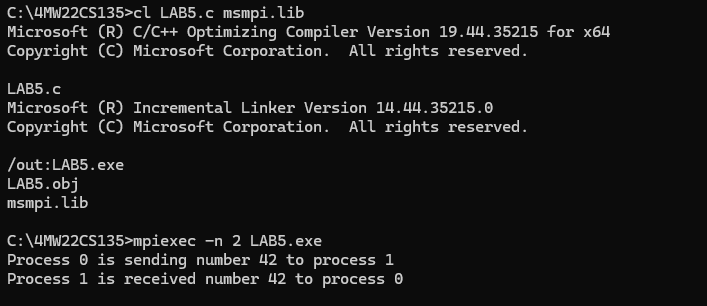 C:\4MW22CS135>cl LAB5.c msmpi.lib
Microsoft (R) C/C++ Optimizing Compiler Version 19.44.35215 for x64
Copyright (C) Microsoft Corporation.  All rights reserved.

LAB5.c
Microsoft (R) Incremental Linker Version 14.44.35215.0
Copyright (C) Microsoft Corporation.  All rights reserved.

/out:LAB5.exe
LAB5.obj
msmpi.lib

C:\4MW22CS135>mpiexec -n 2 LAB5.exe
Process 0 is sending number 42 to process 1
Process 1 is received number 42 to process 0